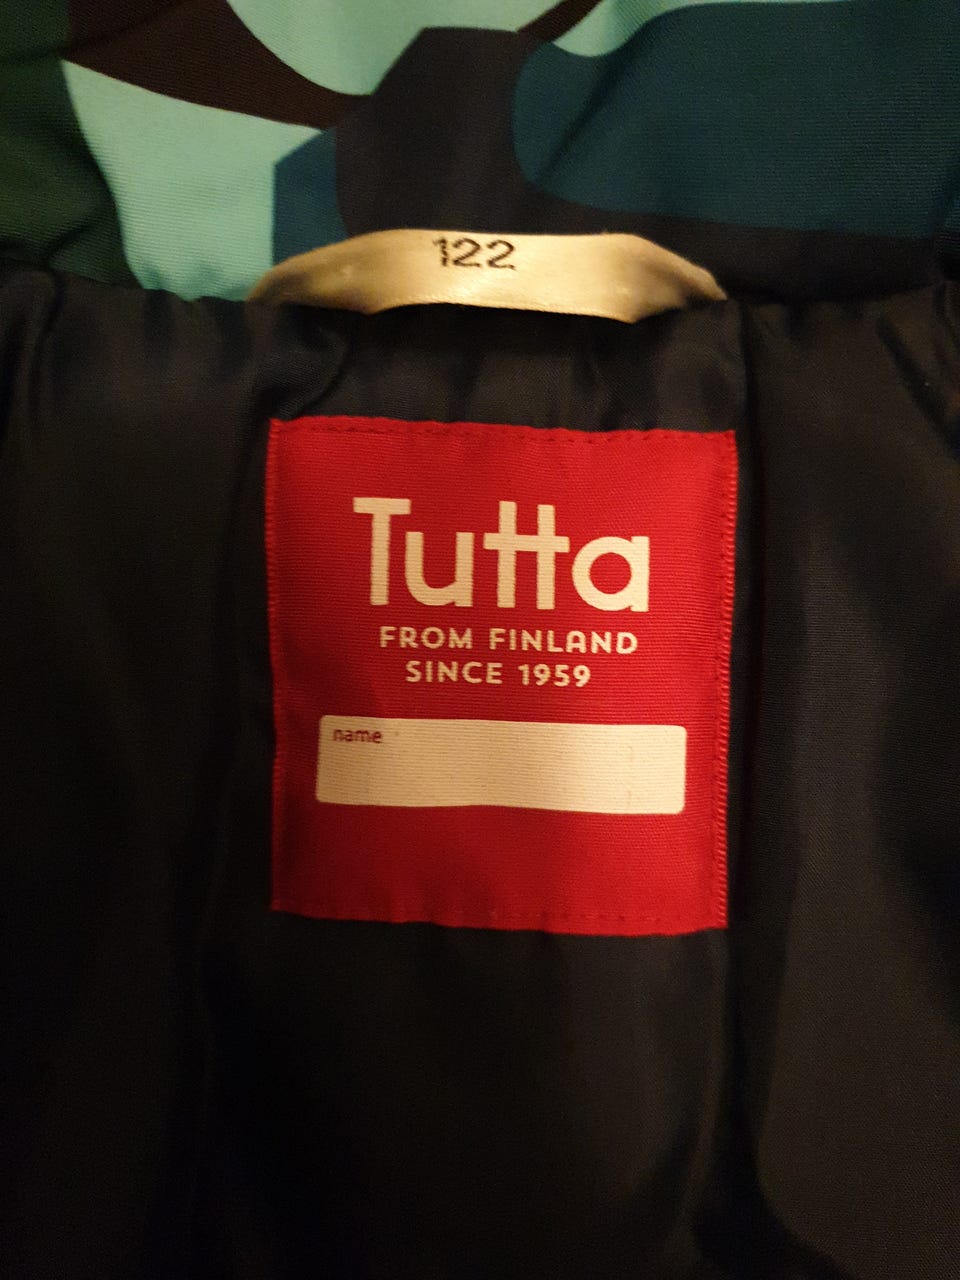 122
Tutta
FROM FINLAND
SINCE 1959
name